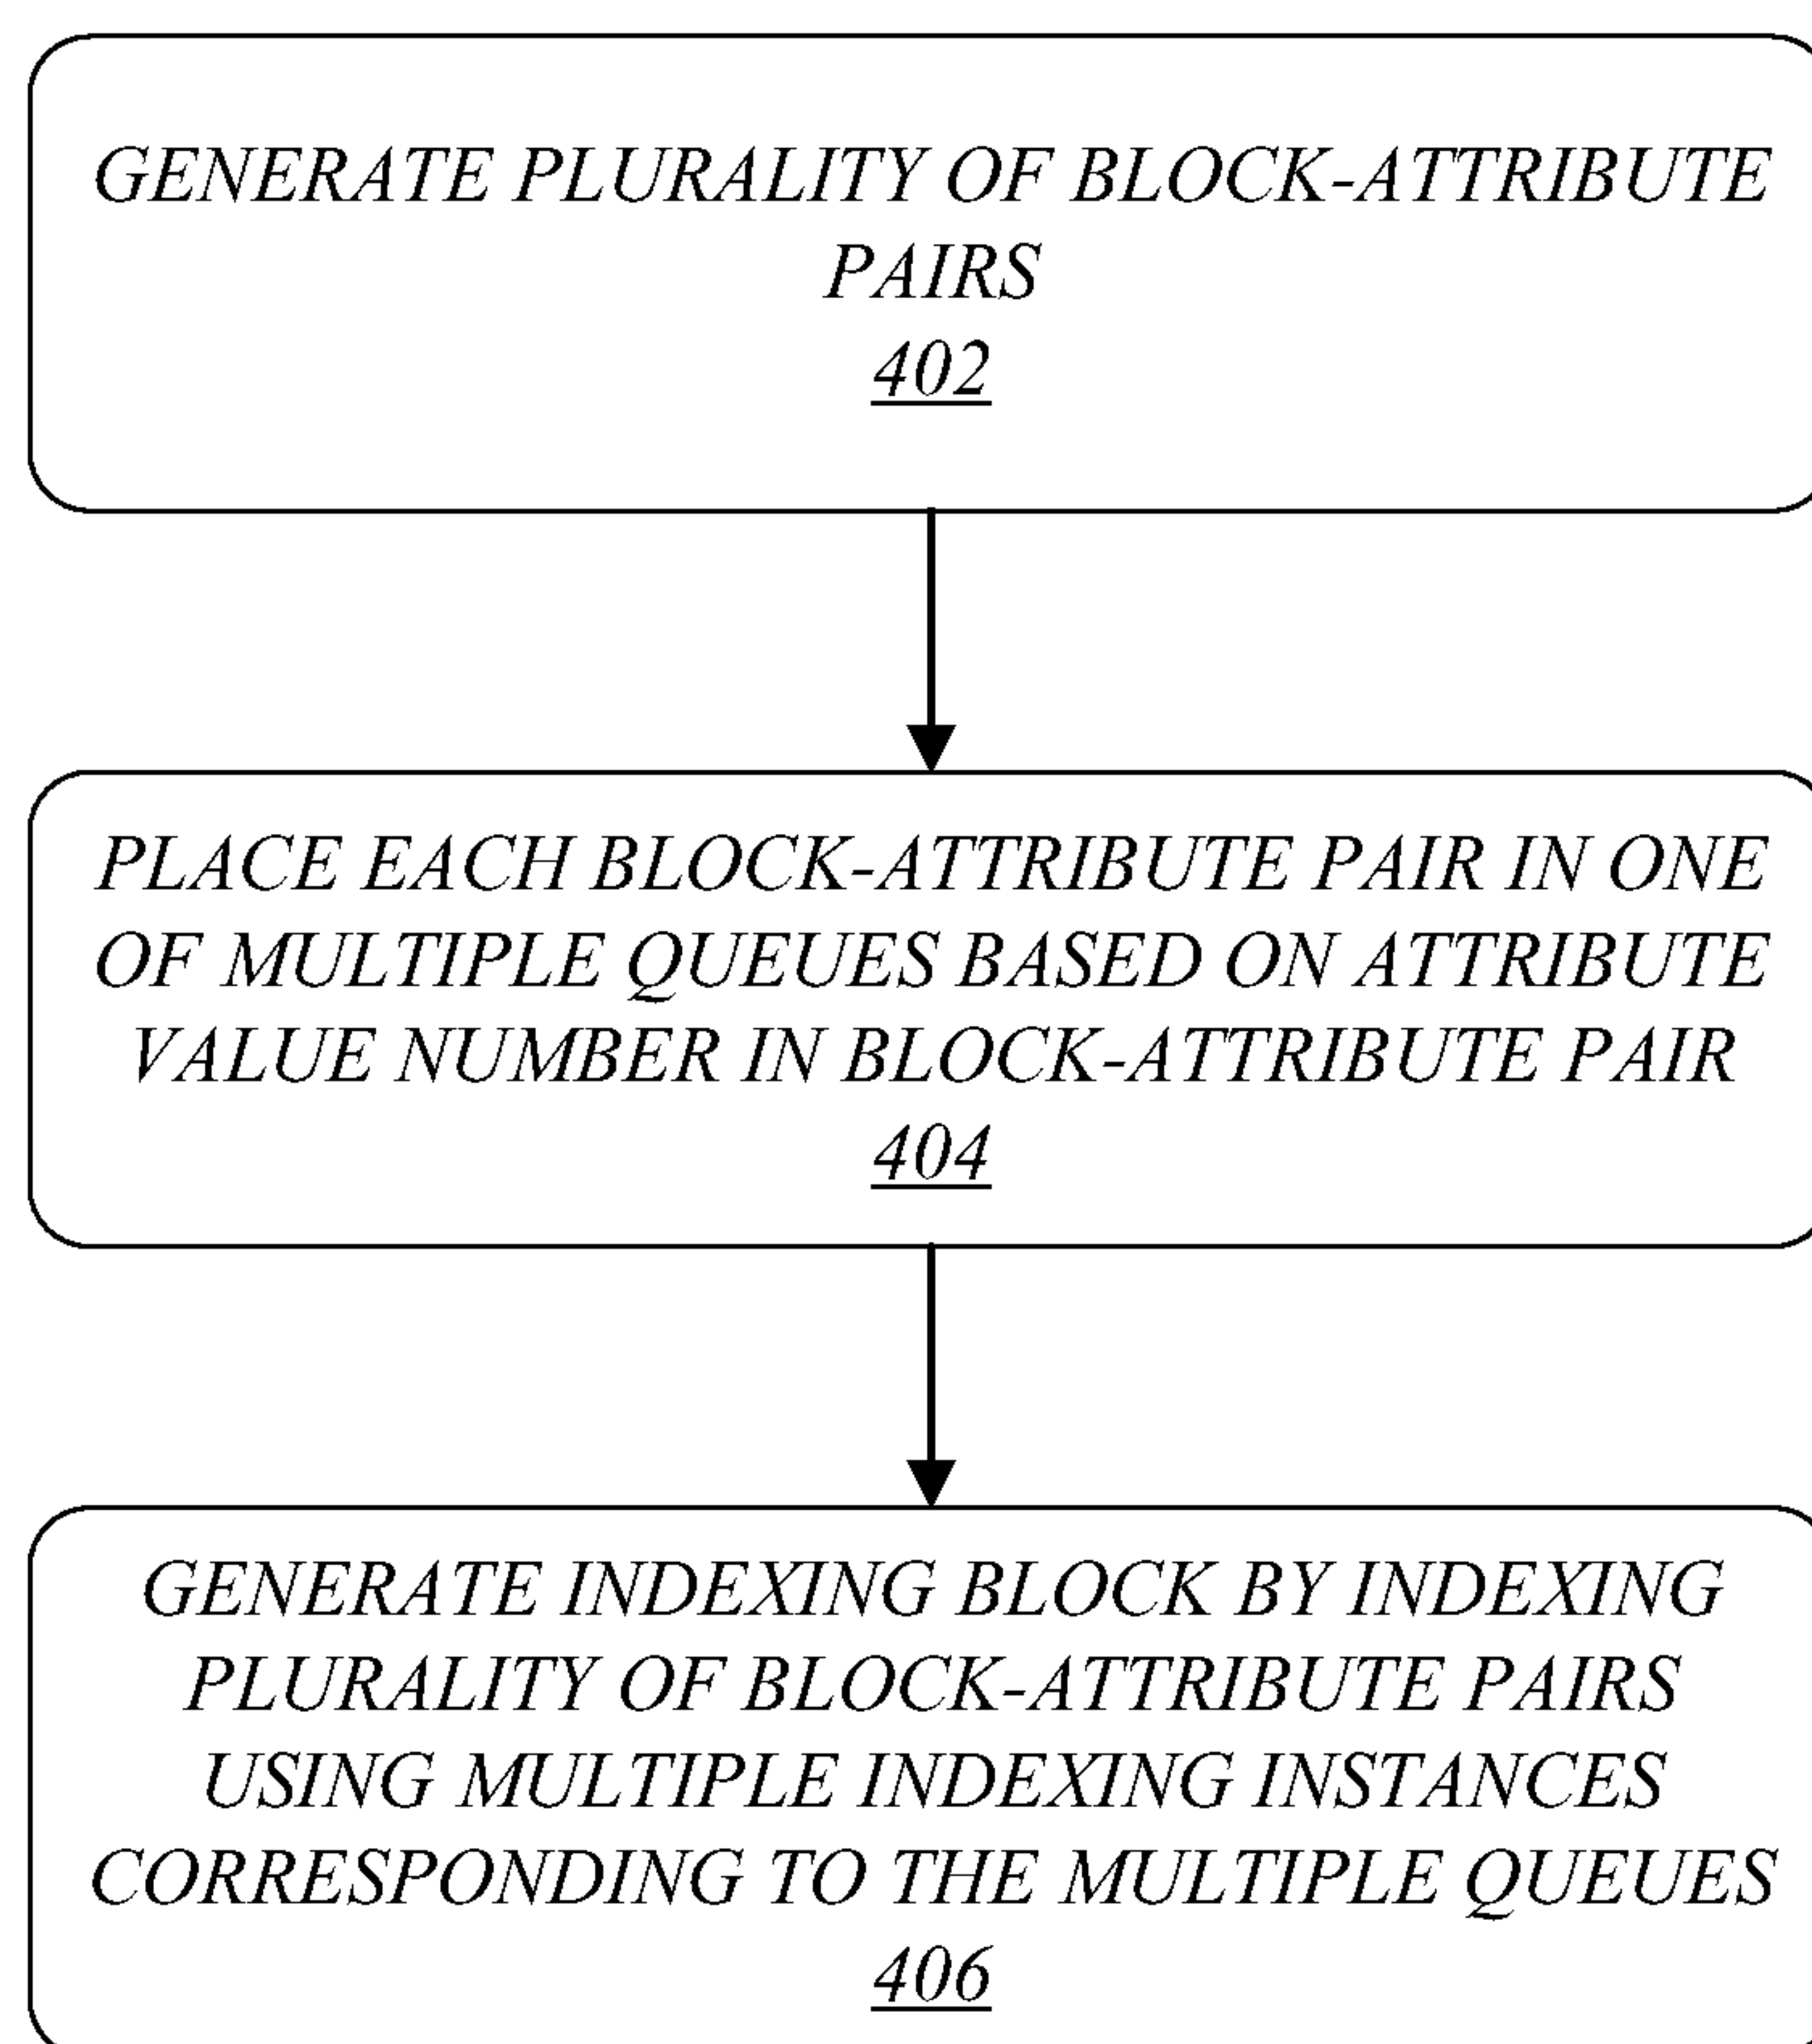 GENERATE PLURALITY OF BLOCK-ATTRIBUTE
PAIRS
402
PLACE EACH BLOCK-ATTRIBUTE PAIR IN ONE
OF MULTIPLE QUEUES BASED ON ATTRIBUTE
VALUE NUMBER IN BLOCK-ATTRIBUTE PAIR
404
GENERATE INDEXING BLOCK BY INDEXING
PLURALITY OF BLOCK-ATTRIBUTE PAIRS
USING MULTIPLE INDEXING INSTANCES
CORRESPONDING TO THE MULTIPLE QUEUES
406